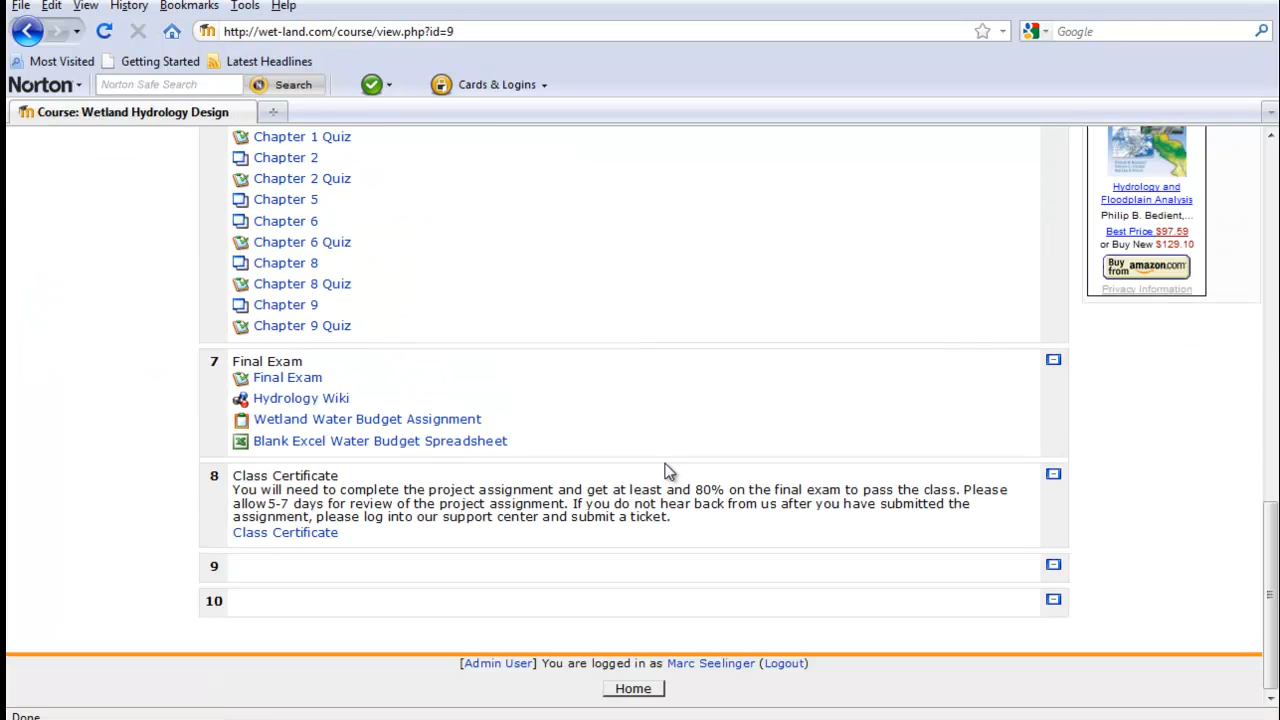 File Edit View History Bookmarks Tools Help
http://wet-land.com/course/view.php?id=9
Google
Most Visited Getting Started Latest Headlines
Norton Norton Safe Search Search Cards & Logins
Course: Wetland Hydrology Design
Chapter 1 Quiz
Chapter 2
Chapter 2 Quiz
Chapter 5
Chapter 6
Chapter 6 Quiz
Chapter 8
Chapter 8 Quiz
Chapter 9
Chapter 9 Quiz
Hydrology and
Floodplain Analysis
Philip B. Bedient,...
Best Price $97.59
or Buy New $129.10
Buy from amazon.com
Privacy Information
7 Final Exam
Final Exam
Hydrology Wiki
Wetland Water Budget Assignment
Blank Excel Water Budget Spreadsheet
8 Class Certificate
You will need to complete the project assignment and get at least and 80% on the final exam to pass the class. Please
allow 5-7 days for review of the project assignment. If you do not hear back from us after you have submitted the
assignment, please log into our support center and submit a ticket.
Class Certificate
9
10
[Admin User] You are logged in as Marc Seelinger (Logout)
Home
Done